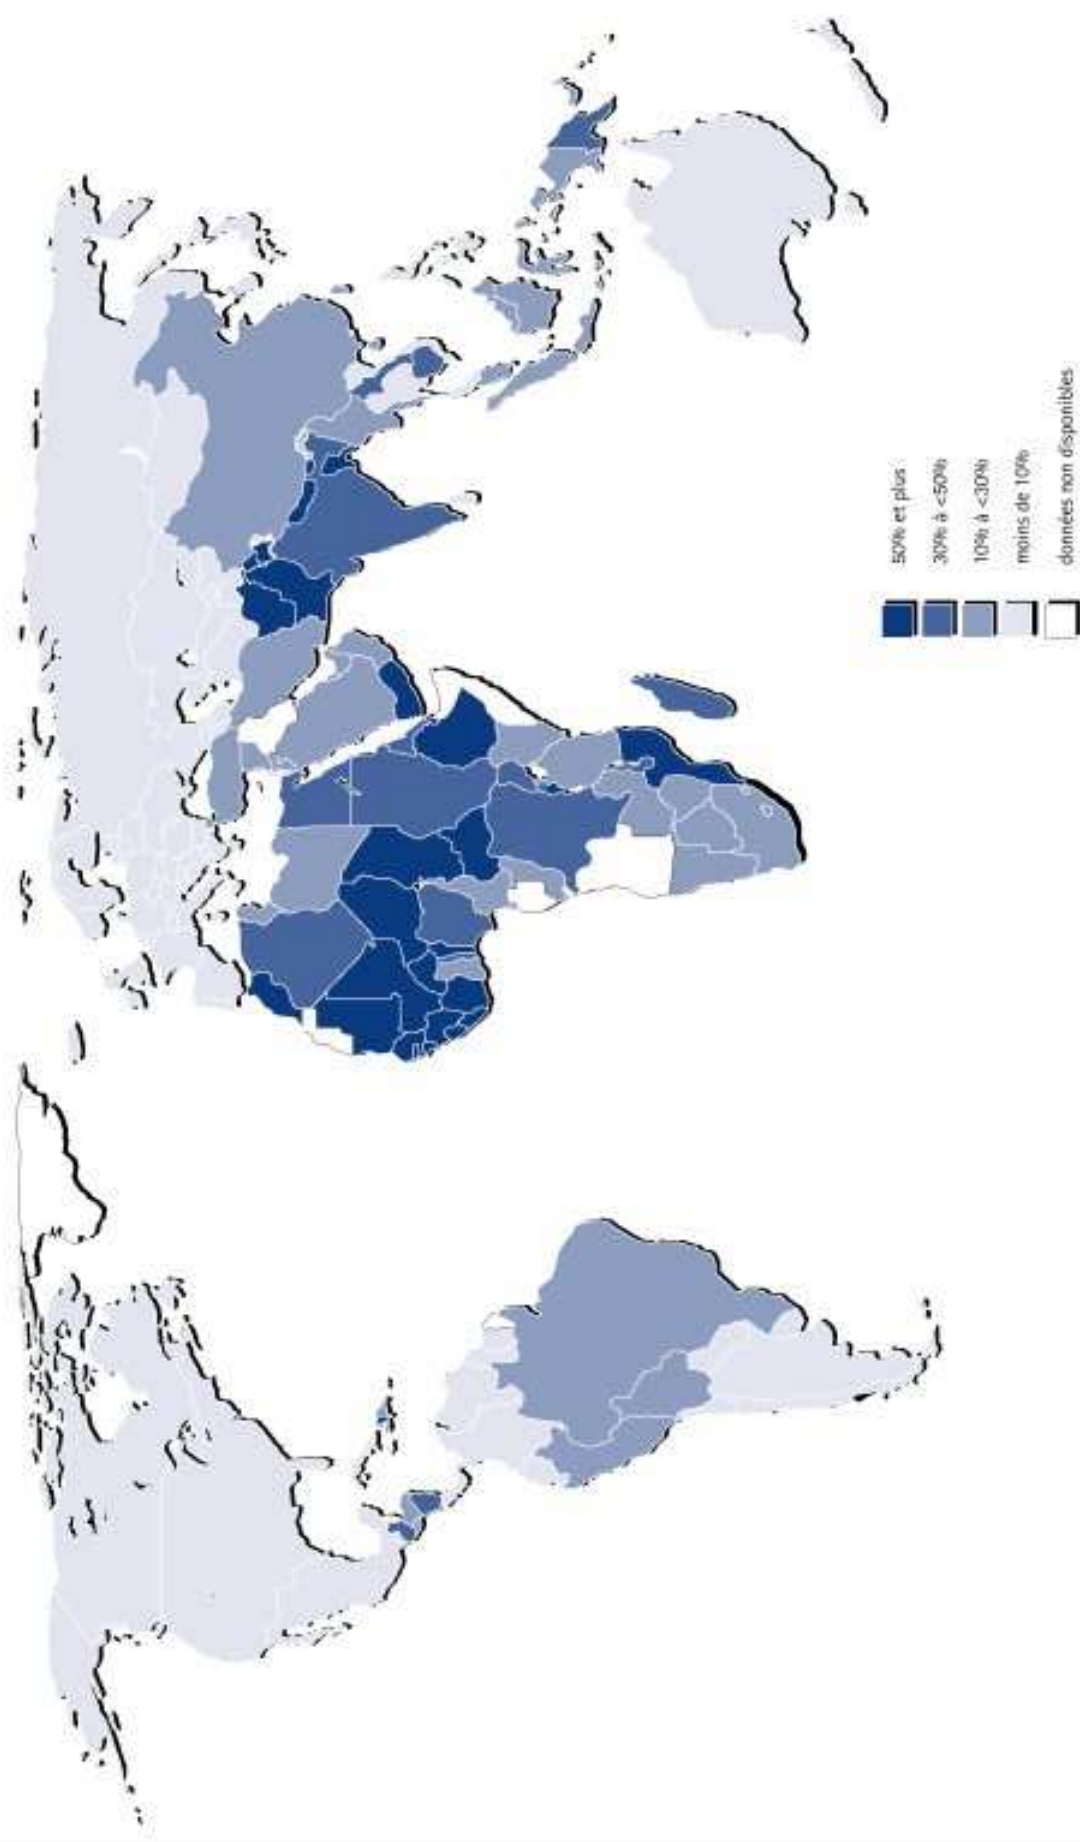 50% et plus
30% à <50%
10% à <30%
moins de 10%
données non disponibles